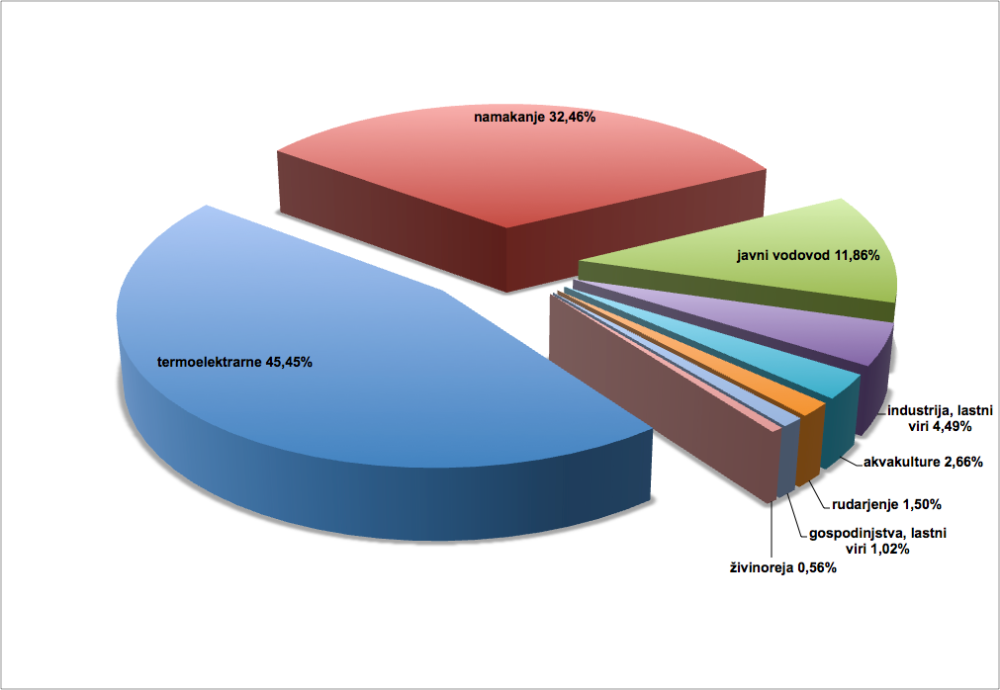 namakanje 32,46%
javni vodovod 11,86%
termoelektrarne 45,45%
industrija, lastni
viri 4,49%
akvakulture 2,66%
rudarjenje 1,50%
gospodinjstva, lastni
viri 1,02%
živinoreja 0,56%